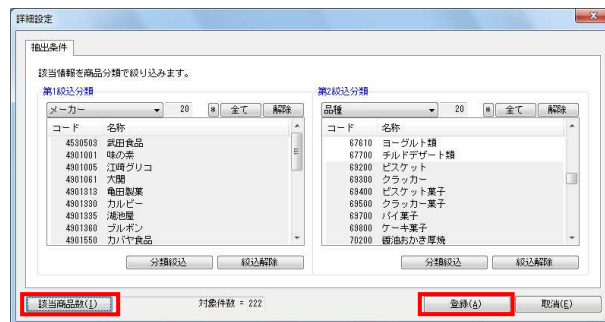 詳細設定
抽出条件
該当情報を商品分類で絞り込みます。
第1絞込分類
メーカー 20 * 全て 解除
コード 名称
4530503 武田食品
4901001 味の素
4901005 江崎グリコ
4901061 大関
4901313 亀田製菓
4901330 カルビー
4901335 湖池屋
4901360 ブルボン
4901550 カバヤ食品
分類絞込 絞込解除
第2絞込分類
品種 20 * 全て 解除
コード 名称
67610 ヨーグルト類
67700 チルドデザート類
69200 ビスケット
69300 クラッカー
69400 ビスケット菓子
69500 クラッカー菓子
69700 パイ菓子
69800 ケーキ菓子
70200 醤油おかき厚焼
分類絞込 絞込解除
該当商品数(I) 対象件数 = 222 登録(A) 取消(E)